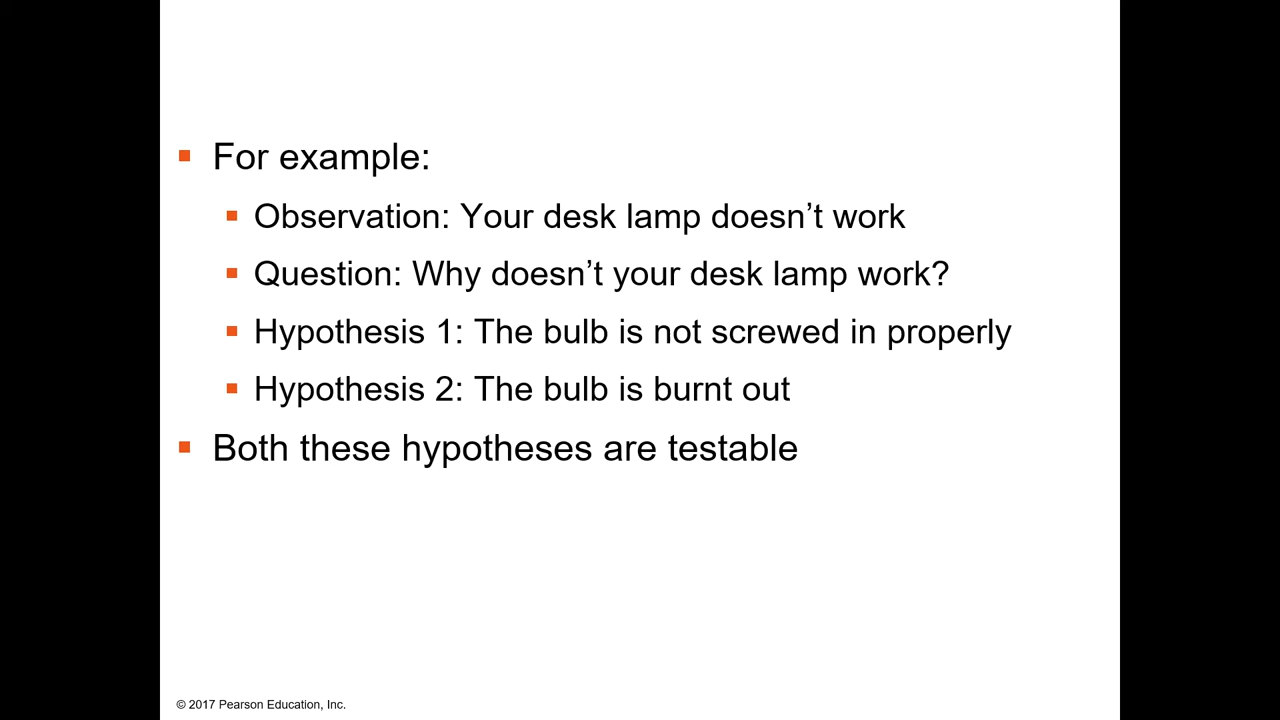 For example:
Observation: Your desk lamp doesn’t work
Question: Why doesn’t your desk lamp work?
Hypothesis 1: The bulb is not screwed in properly
Hypothesis 2: The bulb is burnt out
Both these hypotheses are testable
© 2017 Pearson Education, Inc.